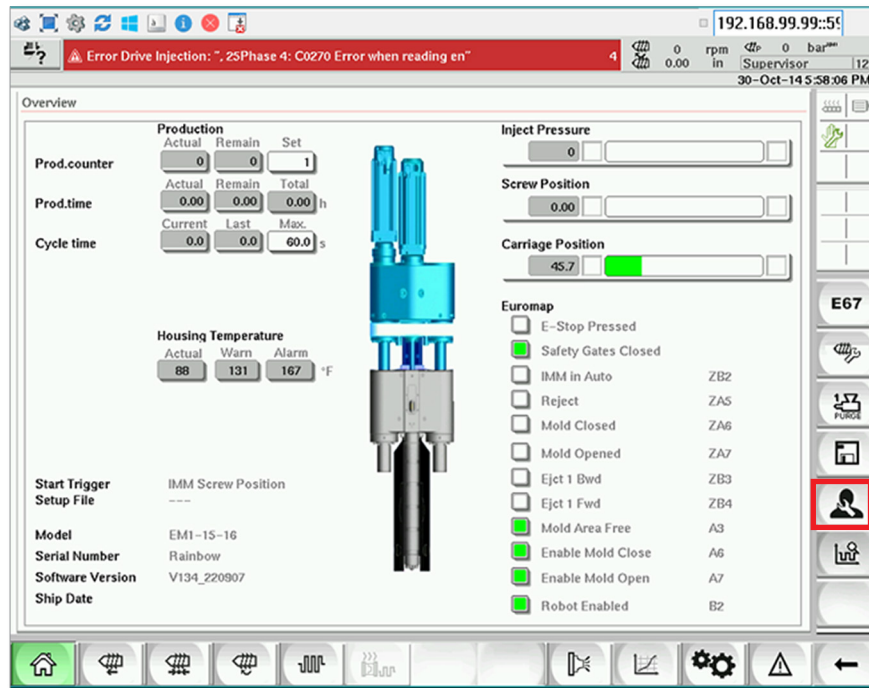 192.168.99.99::59
Error Drive Injection: ", 2SPhase 4: C0270 Error when reading en" 4
0 rpm 0 bar
0.00 in Supervisor 12
30-Oct-14 5:58:06 PM
Overview
Production
Actual Remain Set
Prod.counter 0 0 1
Actual Remain Total
Prod.time 0.00 0.00 0.00 h
Current Last Max.
Cycle time 0.0 0.0 60.0 s
Housing Temperature
Actual Warn Alarm
88 131 167 °F
Start Trigger IMM Screw Position
Setup File ---
Model EM1-15-16
Serial Number Rainbow
Software Version V134_220907
Ship Date
Inject Pressure
0
Screw Position
0.00
Carriage Position
45.7
Euromap
E-Stop Pressed
Safety Gates Closed
IMM in Auto ZB2
Reject ZA5
Mold Closed ZA6
Mold Opened ZA7
Ejct 1 Bwd ZB3
Ejct 1 Fwd ZB4
Mold Area Free A3
Enable Mold Close A6
Enable Mold Open A7
Robot Enabled B2
E67
PURGE